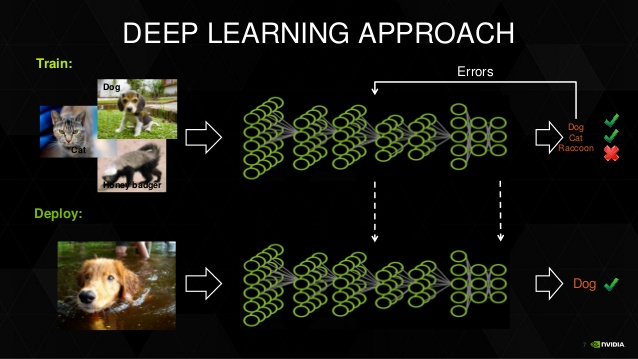 DEEP LEARNING APPROACH
Train:
Errors
Dog
Cat
Honey badger
Dog
Cat
Raccoon
Deploy:
Dog
7
NVIDIA.